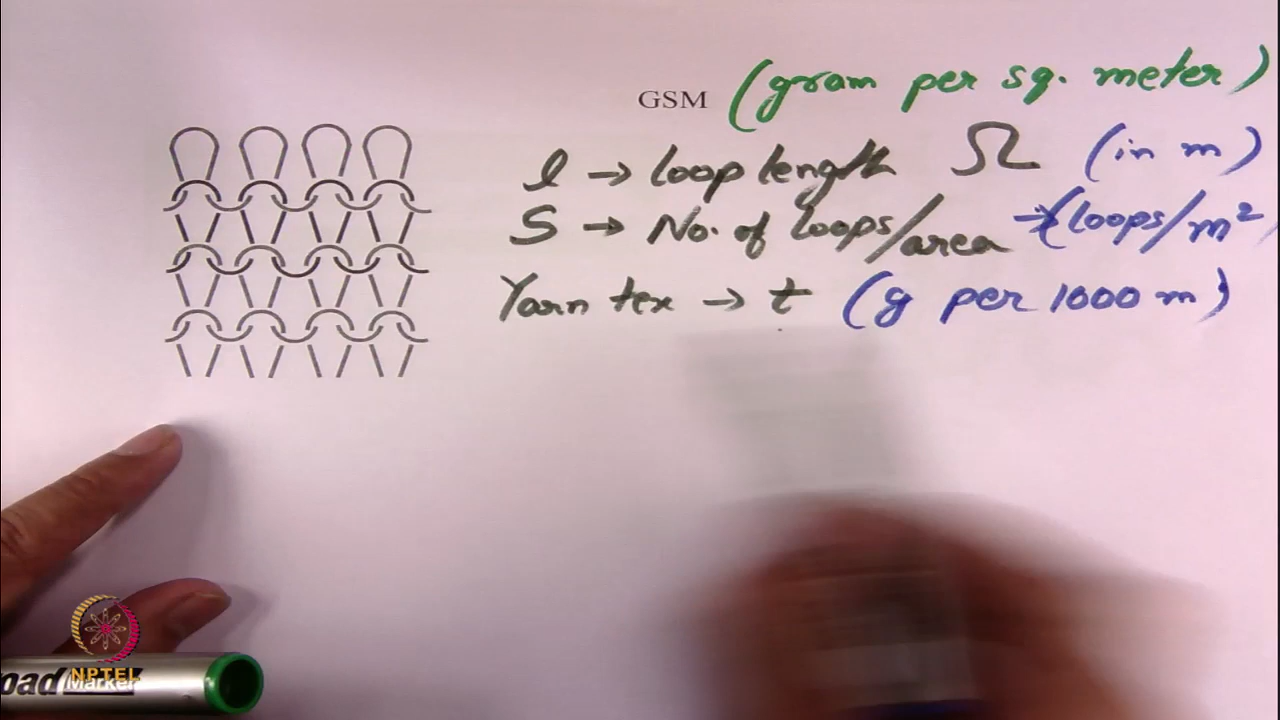 GSM (gram per sq. meter)
l → loop length Ω (in m)
S → No. of loops/area → (loops/m²)
Yarn tex → t (g per 1000 m)
oad Marker
NPTEL